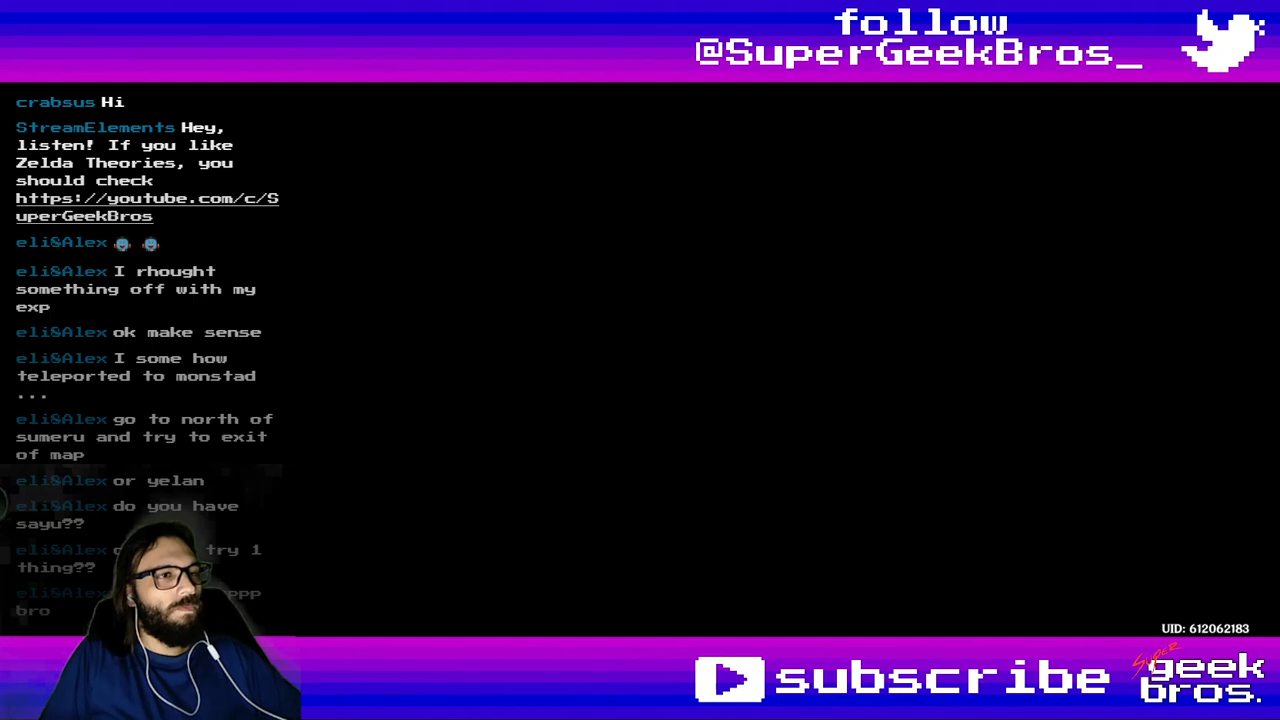 follow
@SuperGeekBros_
crabsus Hi
StreamElements Hey,
listen! If you like
Zelda Theories, you
should check
https://youtube.com/c/S
uperGeekBros
eli&Alex
eli&Alex I rhought
something off with my
exp
eli&Alex ok make sense
eli&Alex I some how
teleported to monstad
...
eli&Alex go to north of
sumeru and try to exit
of map
eli&Alex or yelan
eli&Alex do you have
sayu??
eli&Alex try 1
thing??
bro
UID: 612062183
subscribe
SUPER
geek
bros.